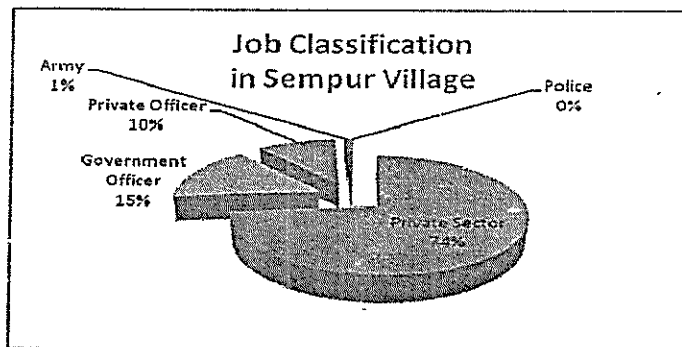 Job Classification
in Sempur Village
Army
1%
Police
0%
Private Officer
10%
Government
Officer
15%
Private Sector
74%